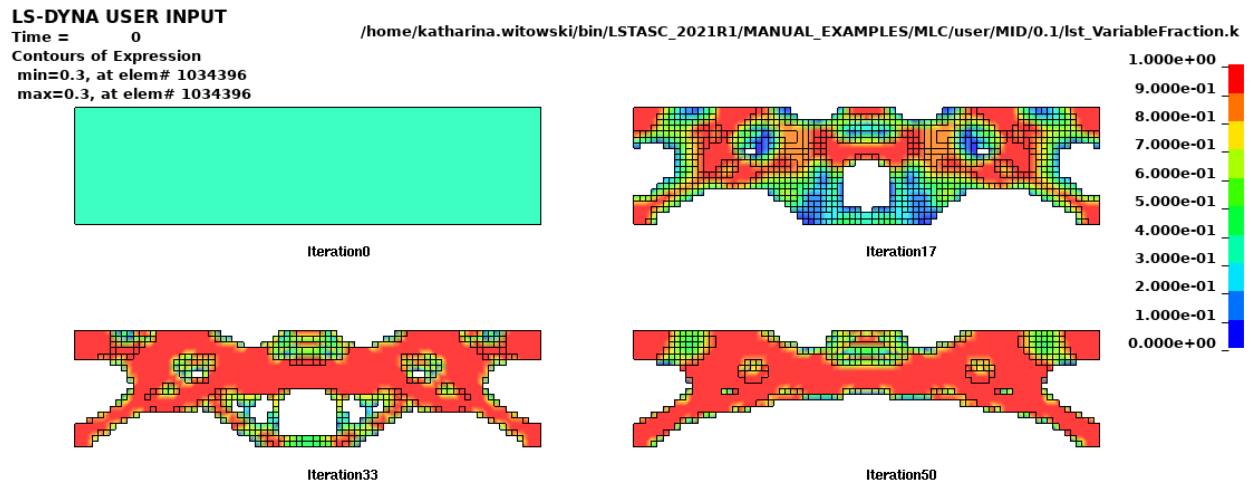 LS-DYNA USER INPUT
Time =          0
Contours of Expression
min=0.3, at elem# 1034396
max=0.3, at elem# 1034396
/home/katharina.witowski/bin/LSTASC_2021R1/MANUAL_EXAMPLES/MLC/user/MID/0.1/lst_VariableFraction.k
1.000e+00
9.000e-01
8.000e-01
7.000e-01
6.000e-01
5.000e-01
4.000e-01
3.000e-01
2.000e-01
1.000e-01
0.000e+00
Iteration0
Iteration17
Iteration33
Iteration50